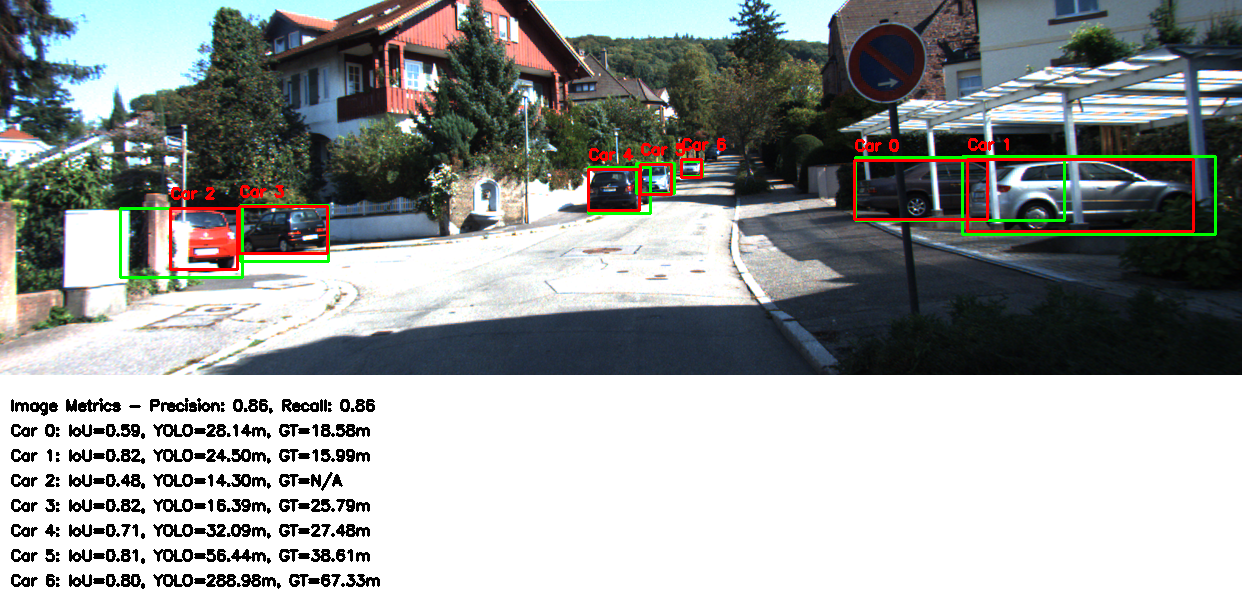 Car 6
Car 4
Car 0
Car 1
Car 2
Car 3
Image Metrics - Precision: 0.86, Recall: 0.86
Car 0: IoU=0.59, YOLO=28.14m, GT=18.58m
Car 1: IoU=0.82, YOLO=24.50m, GT=15.99m
Car 2: IoU=0.48, YOLO=14.30m, GT=N/A
Car 3: IoU=0.82, YOLO=16.39m, GT=25.79m
Car 4: IoU=0.71, YOLO=32.09m, GT=27.48m
Car 5: IoU=0.81, YOLO=56.44m, GT=38.61m
Car 6: IoU=0.80, YOLO=288.98m, GT=67.33m